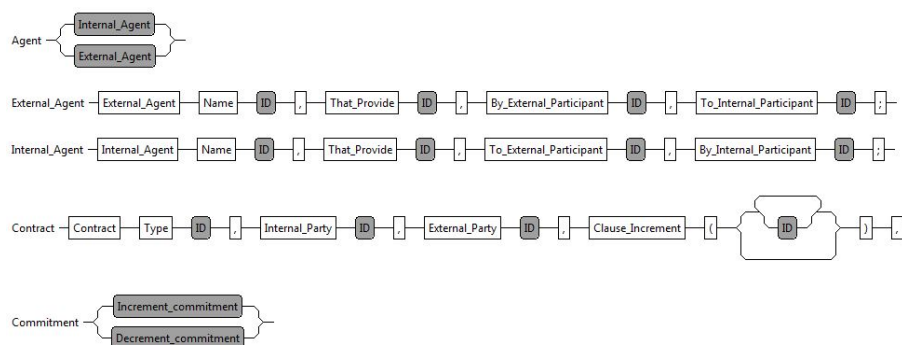 Internal_Agent
Agent
External_Agent
External_Agent External_Agent Name ID , That_Provide ID , By_External_Participant ID , To_Internal_Participant ID ;
Internal_Agent Internal_Agent Name ID , That_Provide ID , To_External_Participant ID , By_Internal_Participant ID ;
Contract Contract Type ID , Internal_Party ID , External_Party ID , Clause_Increment ( ID ) ,
Increment_commitment
Commitment
Decrement_commitment